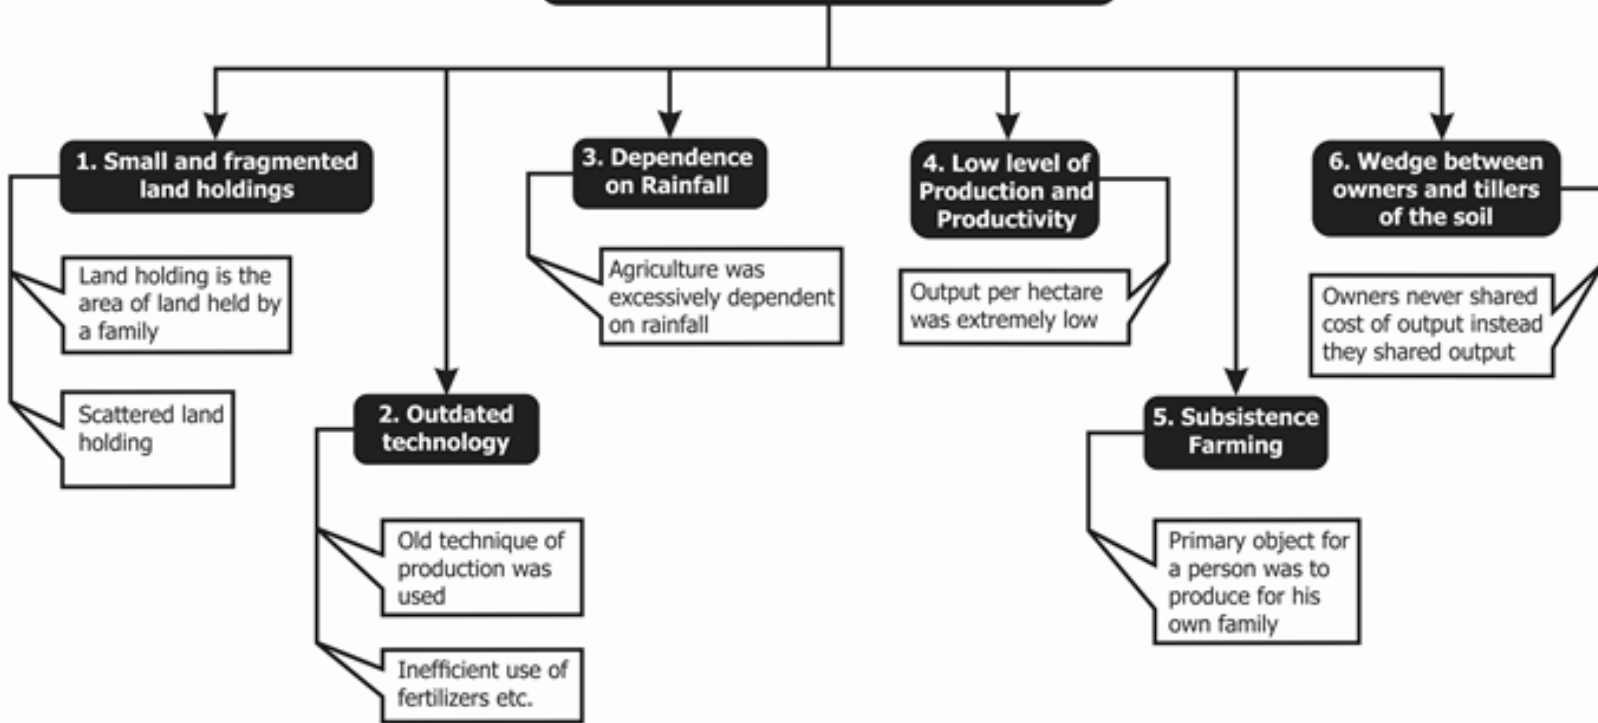 1. Small and fragmented
land holdings
Land holding is the
area of land held by
a family
Scattered land
holding
2. Outdated
technology
Old technique of
production was
used
Inefficient use of
fertilizers etc.
3. Dependence
on Rainfall
Agriculture was
excessively dependent
on rainfall
4. Low level of
Production and
Productivity
Output per hectare
was extremely low
5. Subsistence
Farming
Primary object for
a person was to
produce for his
own family
6. Wedge between
owners and tillers
of the soil
Owners never shared
cost of output instead
they shared output